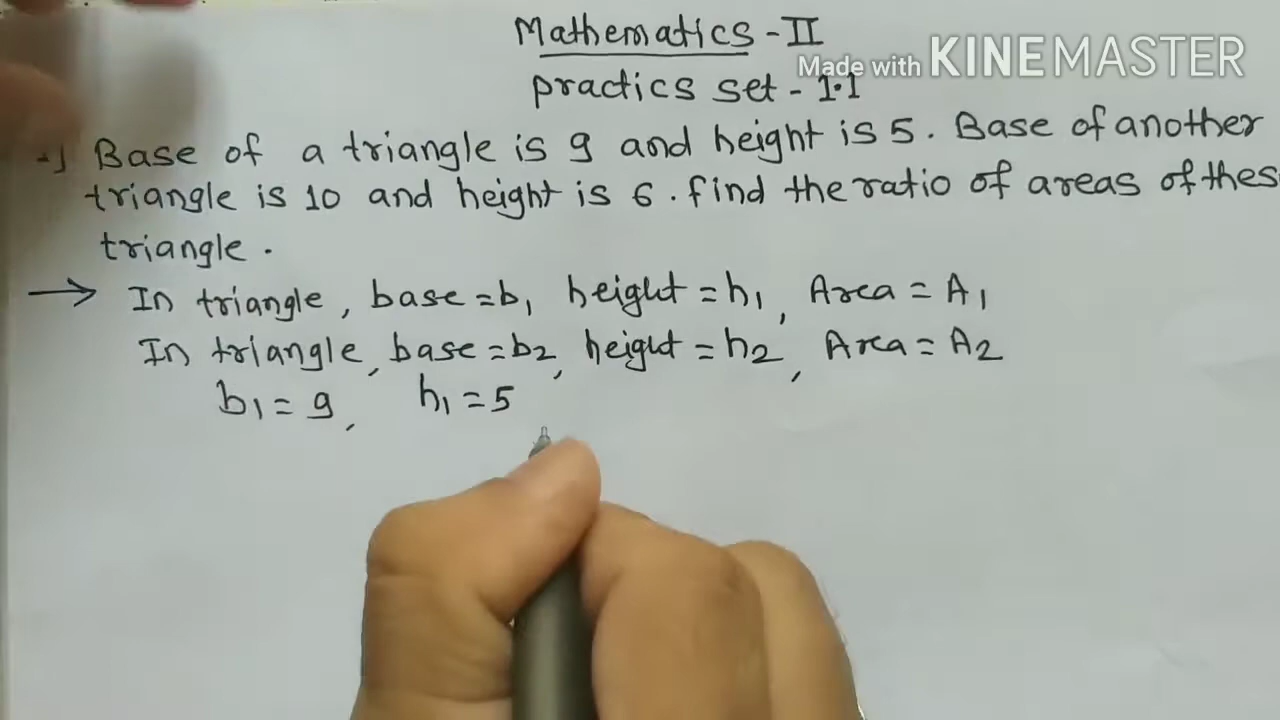 Mathematics - II
Made with KINEMASTER
practics set - 1.1
Base of a triangle is 9 and height is 5. Base of another
triangle is 10 and height is 6. find the ratio of areas of thes
triangle.
→ In triangle, base = b1 height = h1, Area = A1
In triangle, base = b2, height = h2, Area = A2
b1 = 9, h1 = 5